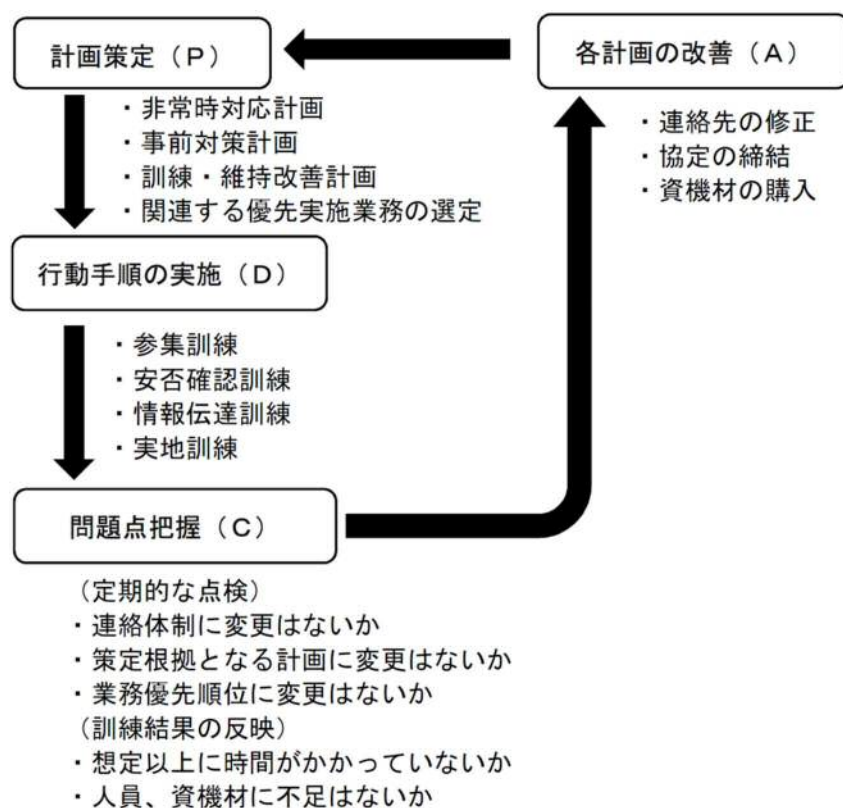 計画策定（P）
・非常時対応計画
・事前対策計画
・訓練・維持改善計画
・関連する優先実施業務の選定
行動手順の実施（D）
・参集訓練
・安否確認訓練
・情報伝達訓練
・実地訓練
問題点把握（C）
（定期的な点検）
・連絡体制に変更はないか
・策定根拠となる計画に変更はないか
・業務優先順位に変更はないか
（訓練結果の反映）
・想定以上に時間がかかっていないか
・人員、資機材に不足はないか
各計画の改善（A）
・連絡先の修正
・協定の締結
・資機材の購入